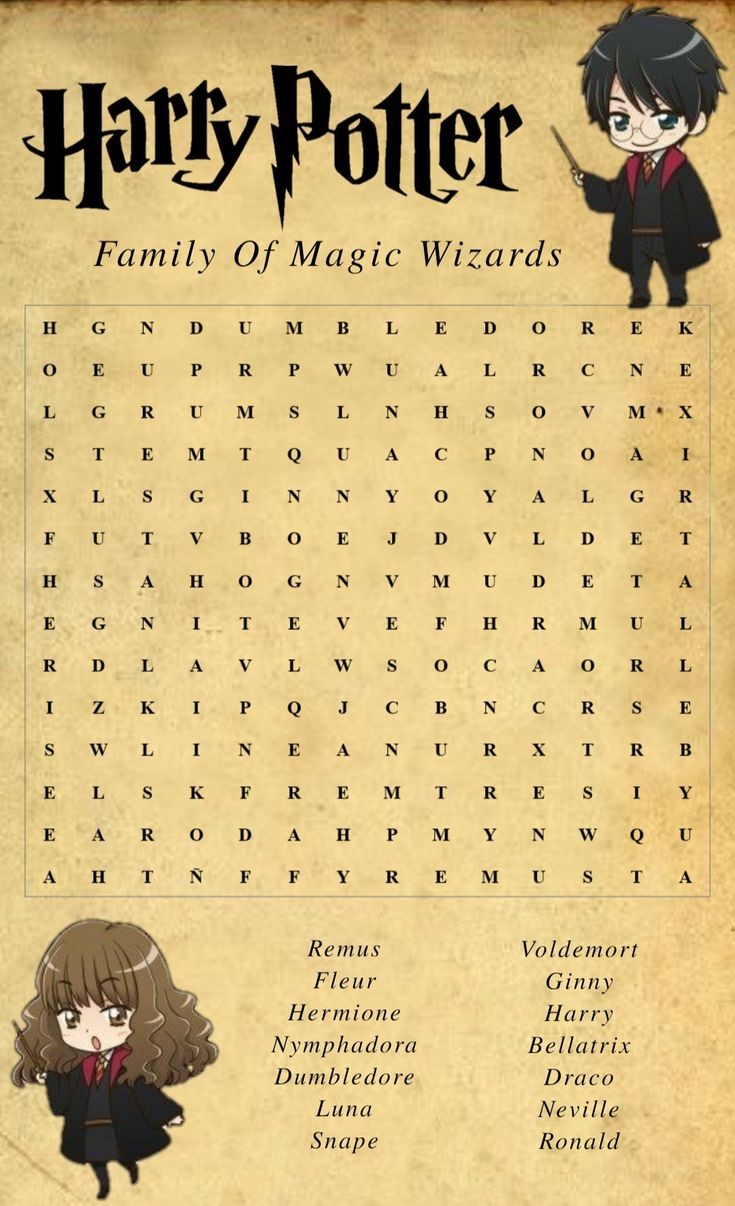 Harry Potter
Family Of Magic Wizards
H G N D U M B L E D O R E K
O E U P R P W U A L R C N E
L G R U M S L N H S O V M X
S T E M T Q U A C P N O A I
X L S G I N N Y O Y A L G R
F U T V B O E J D V L D E T
H S A H O G N V M U D E T A
E G N I T E V E F H R M U L
R D L A V L W S O C A O R L
I Z K I P Q J C B N C R S E
S W L I N E A N U R X T R B
E L S K F R E M T R E S I Y
E A R O D A H P M Y N W Q U
A H T Ñ F F Y R E M U S T A
Remus
Fleur
Hermione
Nymphadora
Dumbledore
Luna
Snape
Voldemort
Ginny
Harry
Bellatrix
Draco
Neville
Ronald